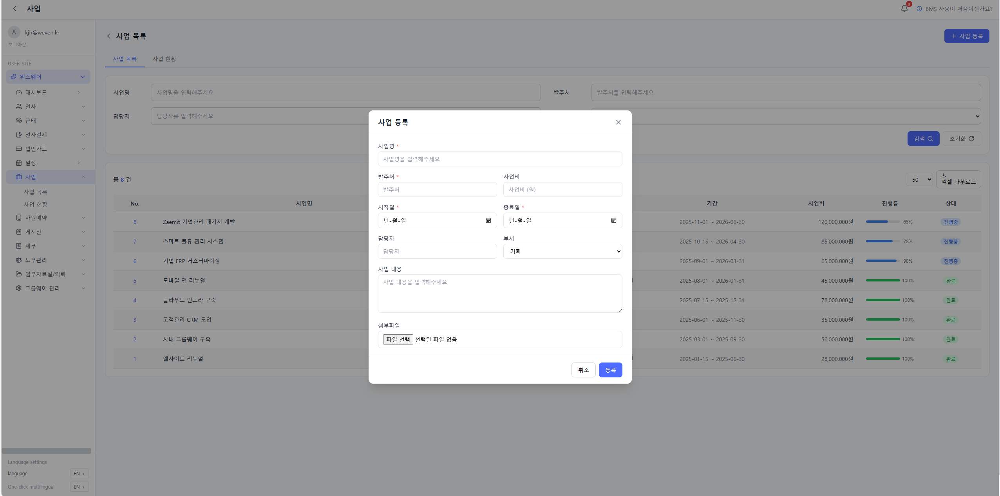 사업
2
BMS 사용이 처음이신가요?
kjh@weven.kr
로그아웃
USER SITE
위즈웨어
대시보드
인사
근태
전자결재
법인카드
일정
사업
사업 목록
사업 현황
자원예약
게시판
세무
노무관리
업무자료실/의뢰
그룹웨어 관리
Language settings
language EN
One-click multilingual EN
사업 목록
사업 등록
사업 목록 사업 현황
사업명 사업명을 입력해주세요 발주처 발주처를 입력해주세요
담당자 담당자를 입력해주세요
검색 초기화
총 8 건 50 엑셀 다운로드
No. 사업명 기간 사업비 진행률 상태
8 Zaemit 기업관리 패키지 개발 2025-11-01 ~ 2026-06-30 120,000,000원 65% 진행중
7 스마트 물류 관리 시스템 2025-10-15 ~ 2026-04-30 85,000,000원 78% 진행중
6 기업 ERP 커스터마이징 2025-09-01 ~ 2026-03-31 65,000,000원 90% 진행중
5 모바일 앱 리뉴얼 2025-08-01 ~ 2026-01-31 45,000,000원 100% 완료
4 클라우드 인프라 구축 2025-07-15 ~ 2025-12-31 78,000,000원 100% 완료
3 고객관리 CRM 도입 2025-06-01 ~ 2025-11-30 35,000,000원 100% 완료
2 사내 그룹웨어 구축 2025-03-01 ~ 2025-09-30 50,000,000원 100% 완료
1 웹사이트 리뉴얼 2025-01-15 ~ 2025-06-30 28,000,000원 100% 완료
사업 등록
사업명 *
사업명을 입력해주세요
발주처 * 사업비
발주처 사업비 (원)
시작일 * 종료일 *
년-월-일 년-월-일
담당자 부서
담당자 기획
사업 내용
사업 내용을 입력해주세요
첨부파일
파일 선택 선택된 파일 없음
취소 등록